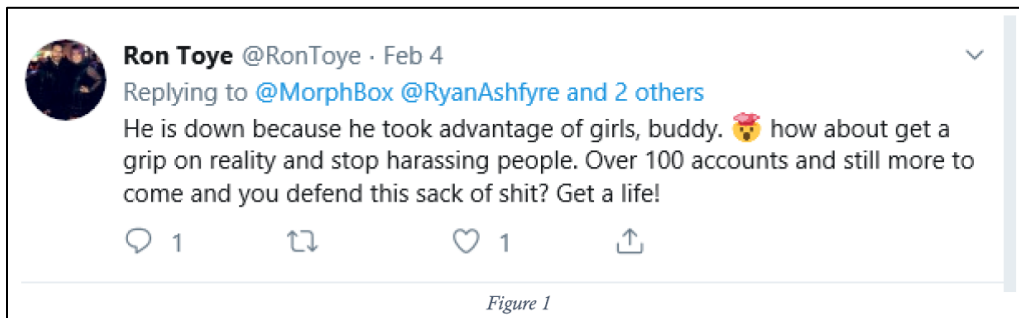 Ron Toye @RonToye · Feb 4
Replying to @MorphBox @RyanAshfyre and 2 others
He is down because he took advantage of girls, buddy. 🤯 how about get a
grip on reality and stop harassing people. Over 100 accounts and still more to
come and you defend this sack of shit? Get a life!
1 1
Figure 1